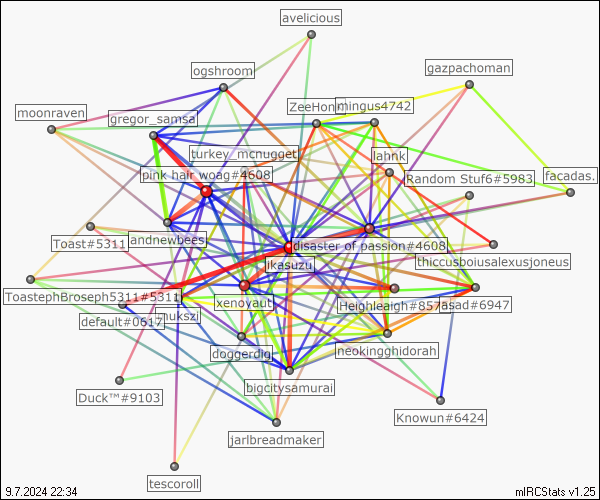 avelicious
ogshroom
gazpachoman
moonraven
gregor_samsa
ZeeHonk
mingus4742
turkey_mcnugget
lahnk
pink hair woag#4608
Random Stuf6#5983
facadas.
Toast#5311
andnewbees
disaster of passion#4608
ikasuzu
thiccusboiusalexusjoneus
ToastephBroseph5311#5311
xenoyaut
Heighleaigh#857
asad#6947
default#0617
nukszi
doggerdig
neokingghidorah
bigcitysamurai
Duck™#9103
Knowun#6424
jarlbreadmaker
tescoroll
9.7.2024 22:34
mIRCStats v1.25